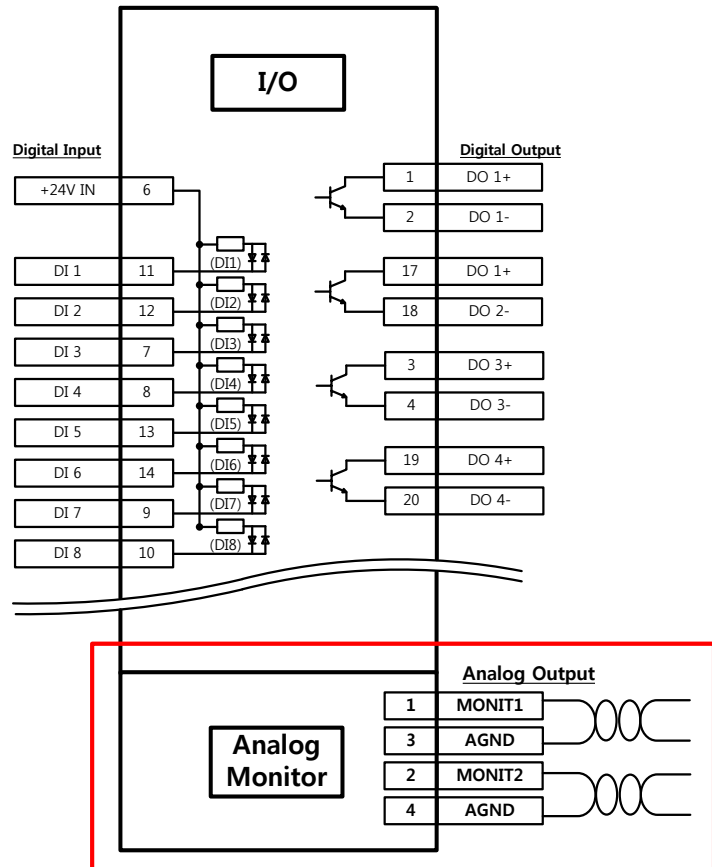 I/O
Digital Input
+24V IN 6
DI 1 11
DI 2 12
DI 3 7
DI 4 8
DI 5 13
DI 6 14
DI 7 9
DI 8 10
(DI1)
(DI2)
(DI3)
(DI4)
(DI5)
(DI6)
(DI7)
(DI8)
Digital Output
1 DO 1+
2 DO 1-
17 DO 1+
18 DO 2-
3 DO 3+
4 DO 3-
19 DO 4+
20 DO 4-
Analog
Monitor
Analog Output
1 MONIT1
3 AGND
2 MONIT2
4 AGND